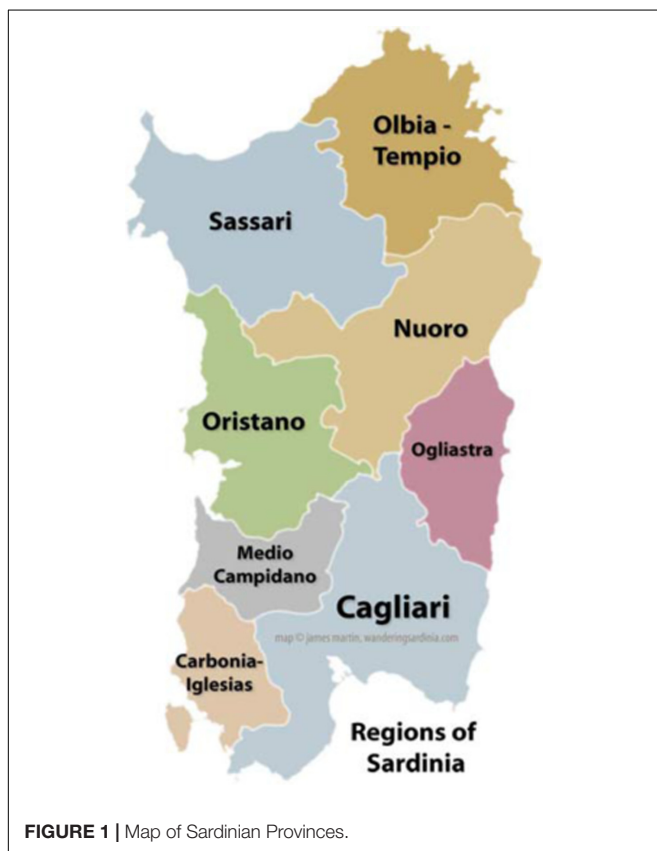 Olbia -
Tempio
Sassari
Nuoro
Oristano
Ogliastra
Medio
Campidano
Cagliari
map © james martin, wanderingsardinia.com
Carbonia-
Iglesias
Regions of
Sardinia
FIGURE 1 | Map of Sardinian Provinces.